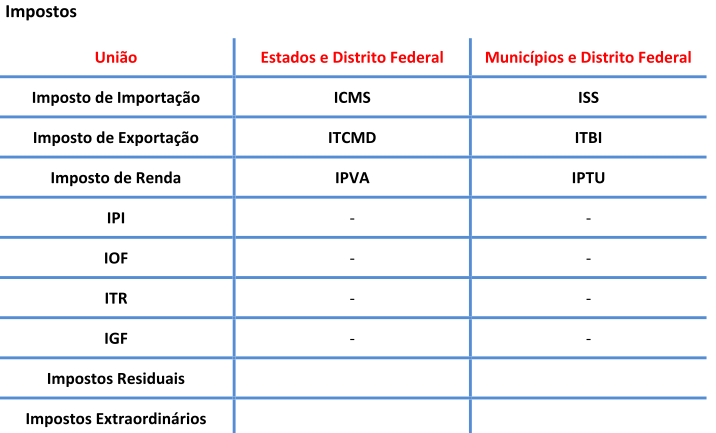 Impostos
União Estados e Distrito Federal Municípios e Distrito Federal
Imposto de Importação ICMS ISS
Imposto de Exportação ITCMD ITBI
Imposto de Renda IPVA IPTU
IPI - -
IOF - -
ITR - -
IGF - -
Impostos Residuais
Impostos Extraordinários